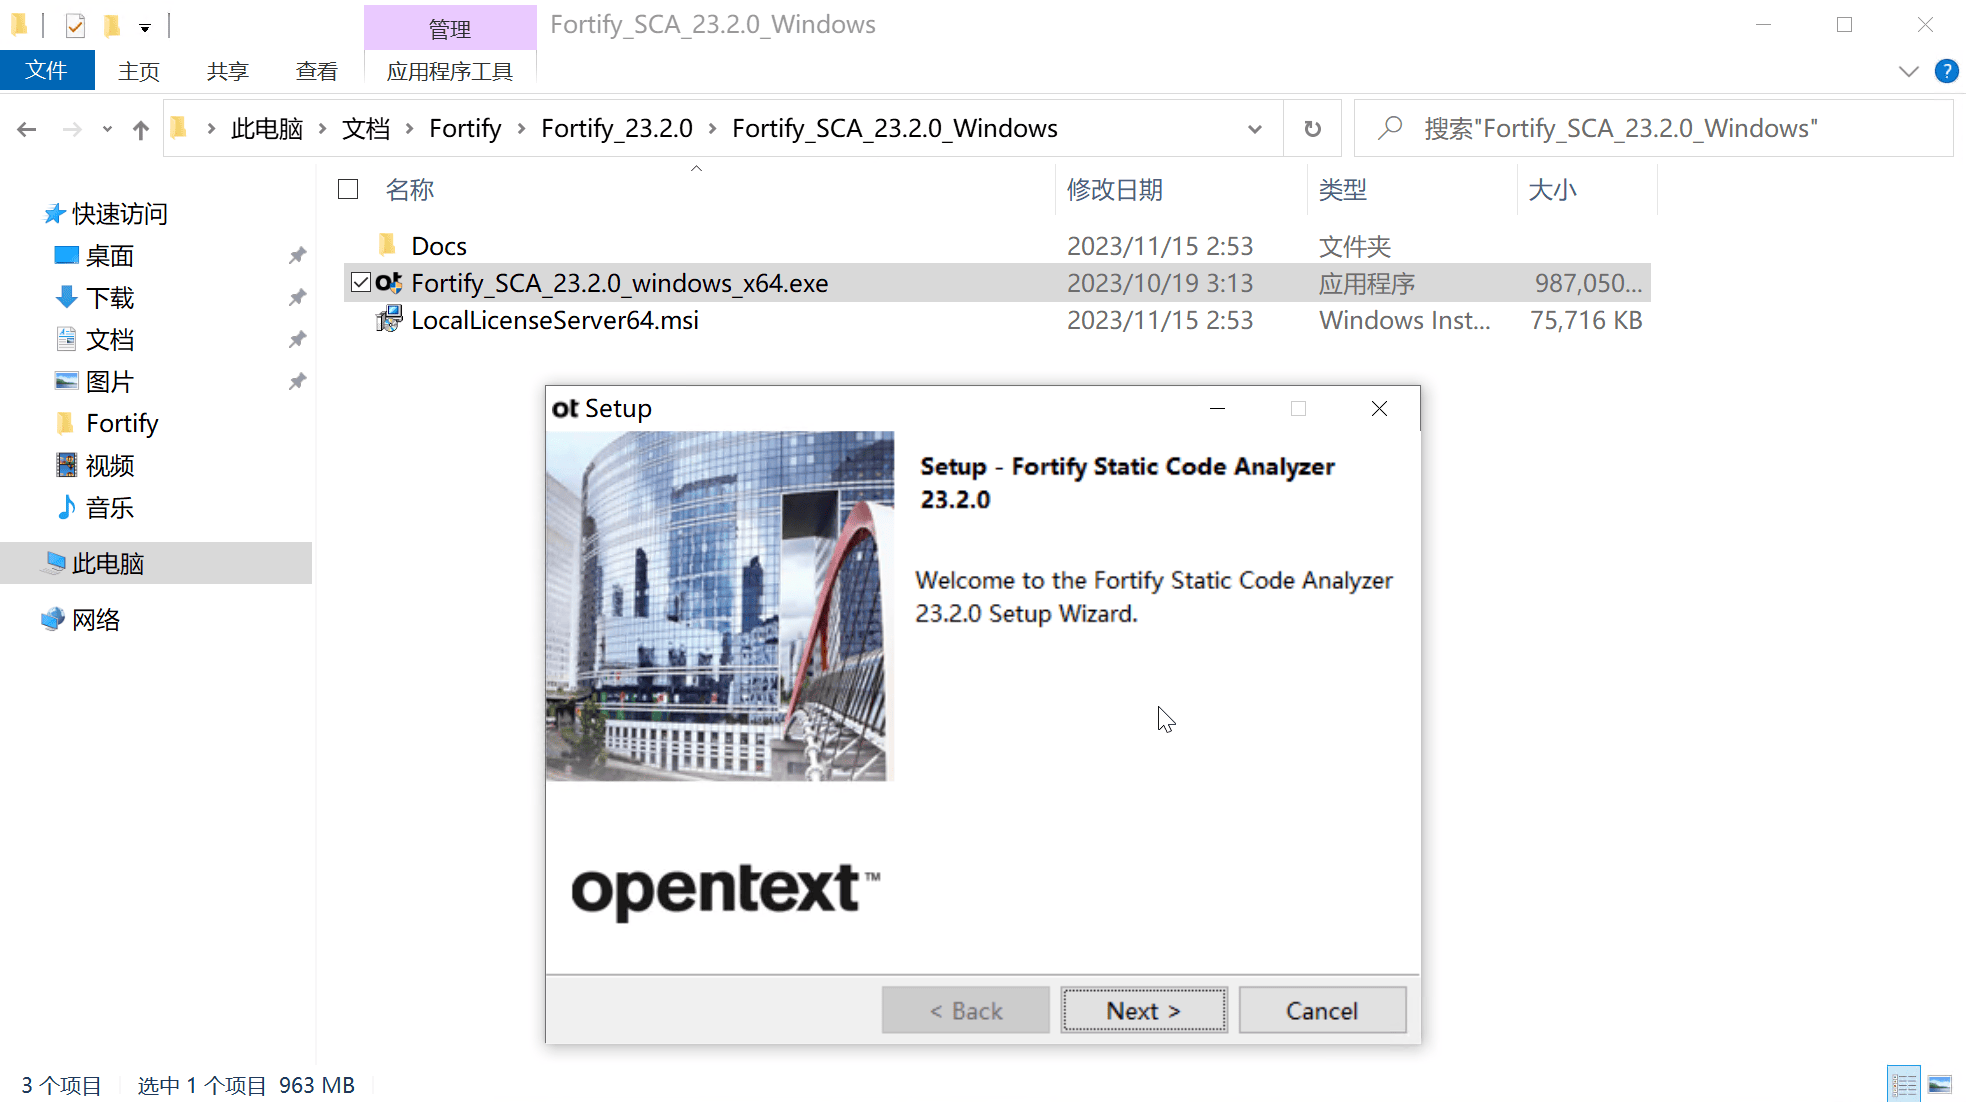 管理
Fortify_SCA_23.2.0_Windows
文件
主页
共享
查看
应用程序工具
此电脑 > 文档 > Fortify > Fortify_23.2.0 > Fortify_SCA_23.2.0_Windows
搜索"Fortify_SCA_23.2.0_Windows"
名称
修改日期
类型
大小
快速访问
桌面
下载
文档
图片
Fortify
视频
音乐
此电脑
网络
Docs 2023/11/15 2:53 文件夹
Fortify_SCA_23.2.0_windows_x64.exe 2023/10/19 3:13 应用程序 987,050...
LocalLicenseServer64.msi 2023/11/15 2:53 Windows Inst... 75,716 KB
ot Setup
Setup - Fortify Static Code Analyzer
23.2.0
Welcome to the Fortify Static Code Analyzer
23.2.0 Setup Wizard.
opentext™
< Back
Next >
Cancel
3 个项目
选中 1 个项目 963 MB